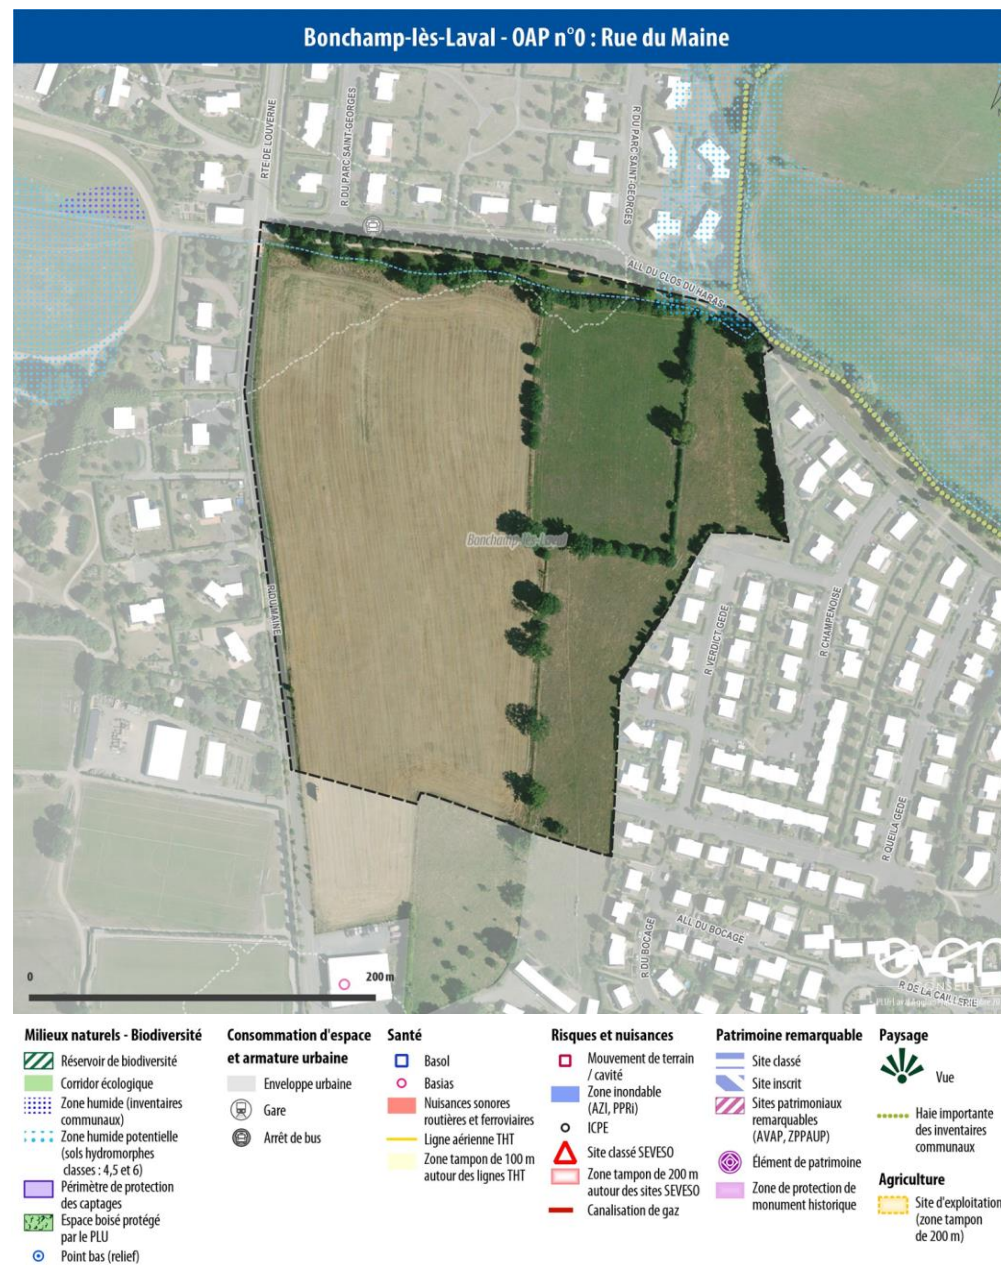 Bonchamp-lès-Laval - OAP n°0 : Rue du Maine
RTE DE LOUVERNE
R DU PARC SAINT-GEORGES
R DU PARC SAINT-GEORGES
ALL DU CLOS DU HARAS
Bonchamp-lès-Laval
R DU MAINE
R VERDICT GEDE
R CHAMPENOISE
R QUEILA GEDE
ALL DU BOCAGE
R DU BOCAGE
R DE LA CAILLERIE
even
CONSEIL
0
200 m
Milieux naturels - Biodiversité
Réservoir de biodiversité
Corridor écologique
Zone humide (inventaires
communaux)
Zone humide potentielle
(sols hydromorphes
classes : 4,5 et 6)
Périmètre de protection
des captages
Espace boisé protégé
par le PLU
Point bas (relief)
Consommation d'espace
et armature urbaine
Enveloppe urbaine
Gare
Arrêt de bus
Santé
Basol
Basias
Nuisances sonores
routières et ferroviaires
Ligne aérienne THT
Zone tampon de 100 m
autour des lignes THT
Risques et nuisances
Mouvement de terrain
/ cavité
Zone inondable
(AZI, PPRi)
ICPE
Site classé SEVESO
Zone tampon de 200 m
autour des sites SEVESO
Canalisation de gaz
Patrimoine remarquable
Site classé
Site inscrit
Sites patrimoniaux
remarquables
(AVAP, ZPPAUP)
Élément de patrimoine
Zone de protection de
monument historique
Paysage
Vue
Haie importante
des inventaires
communaux
Agriculture
Site d'exploitation
(zone tampon
de 200 m)